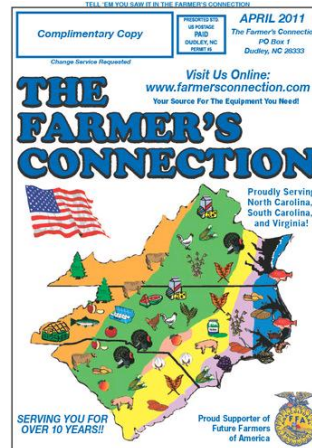 TELL 'EM YOU SAW IT IN THE FARMER'S CONNECTION
Complimentary Copy
PRESORTED STD
US POSTAGE
PAID
DUDLEY, NC
PERMIT #5
APRIL 2011
The Farmer's Connection
PO Box 1
Dudley, NC 28333
Change Service Requested
Visit Us Online:
www.farmersconnection.com
Your Source For The Equipment You Need!
THE
FARMER'S
CONNECTION
Proudly Serving
North Carolina,
South Carolina,
and Virginia!
SERVING YOU FOR
OVER 10 YEARS!!
Proud Supporter of
Future Farmers
of America
FFA